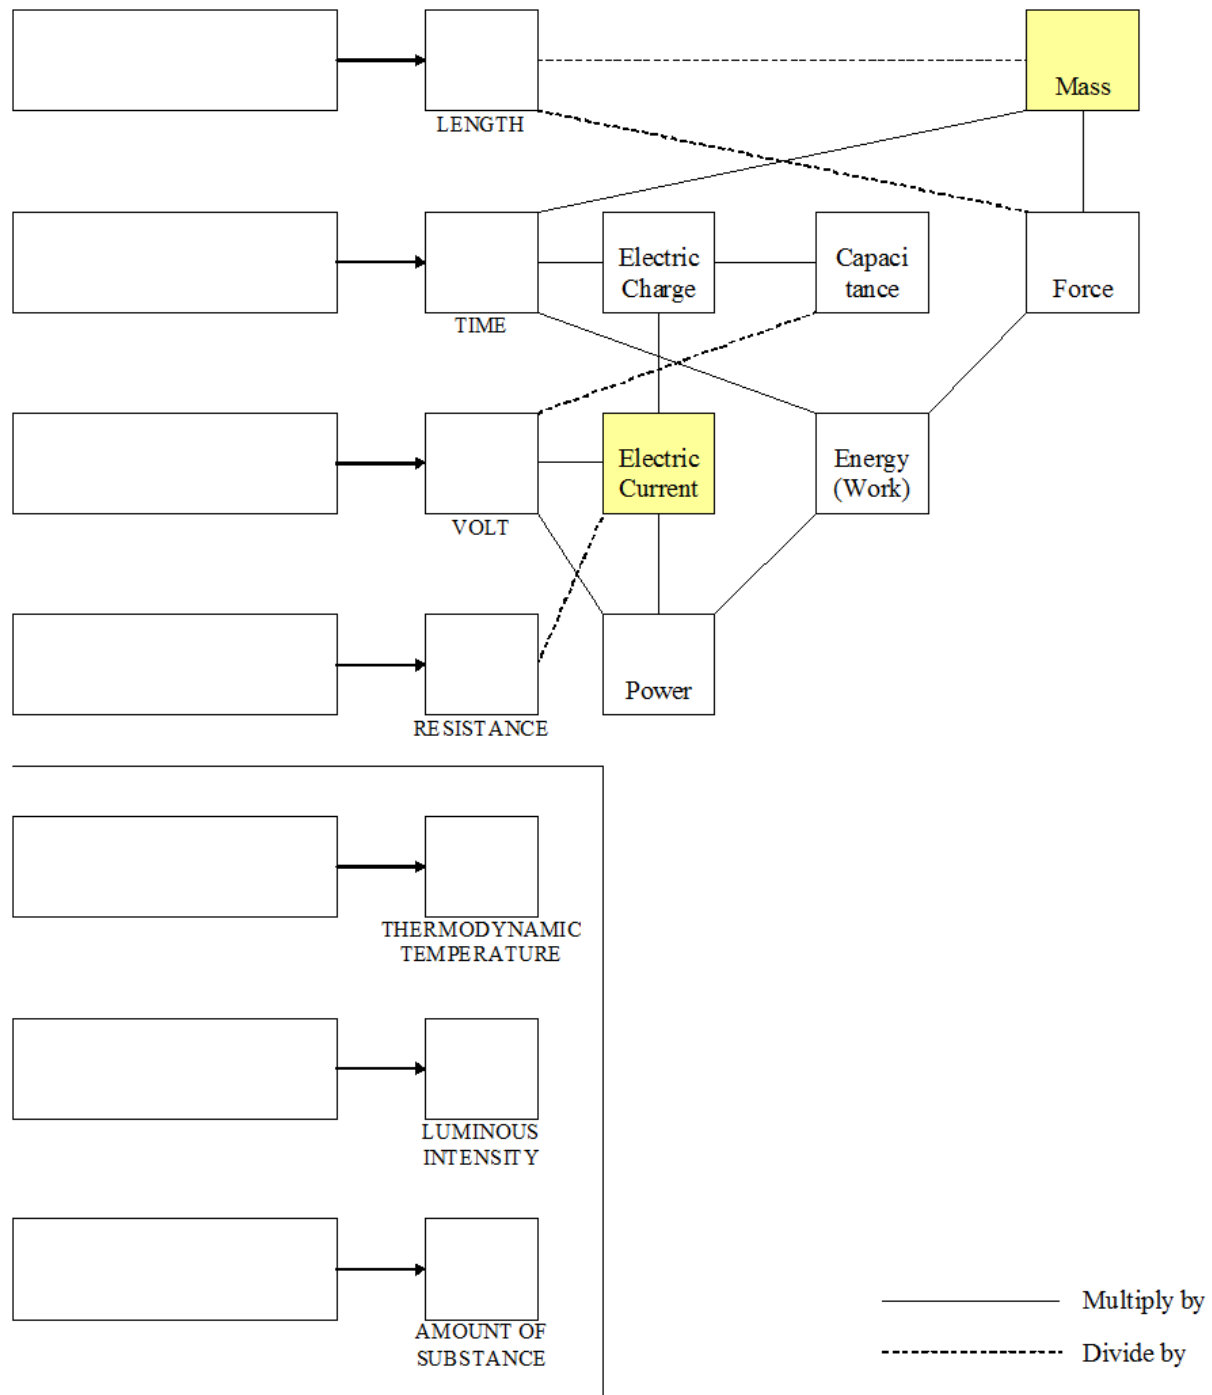 Mass
LENGTH
Electric
Charge
Capaci
tance
Force
TIME
Electric
Current
Energy
(Work)
VOLT
Power
RESISTANCE
THERMODYNAMIC
TEMPERATURE
LUMINOUS
INTENSITY
Multiply by
AMOUNT OF
SUBSTANCE
Divide by